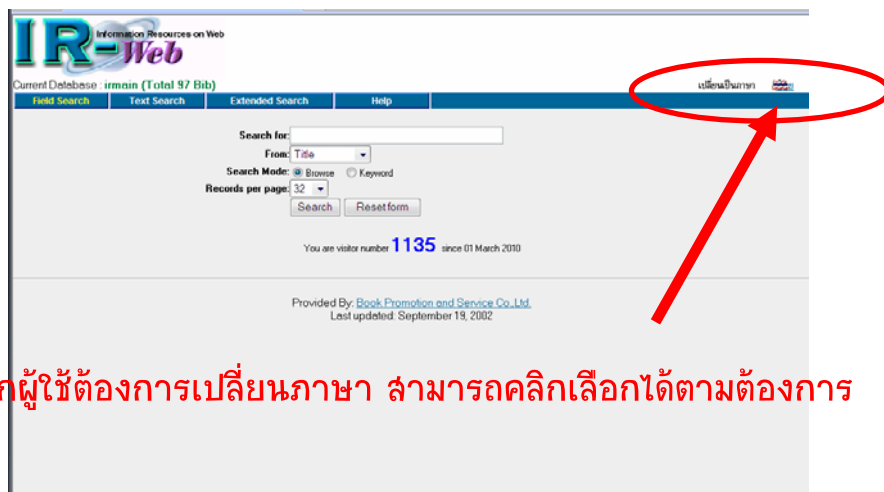 IR-Web
Information Resources on Web
Current Database : irmain (Total 97 Bib)
เปลี่ยนเป็นภาษา
Field Search Text Search Extended Search Help
Search for:
From: Title
Search Mode: Browse Keyword
Records per page: 32
Search Reset form
You are visitor number 1135 since 01 March 2010
Provided By: Book Promotion and Service Co.,Ltd.
Last updated: September 19, 2002
ผู้ใช้ต้องการเปลี่ยนภาษา สามารถคลิกเลือกได้ตามต้องการ